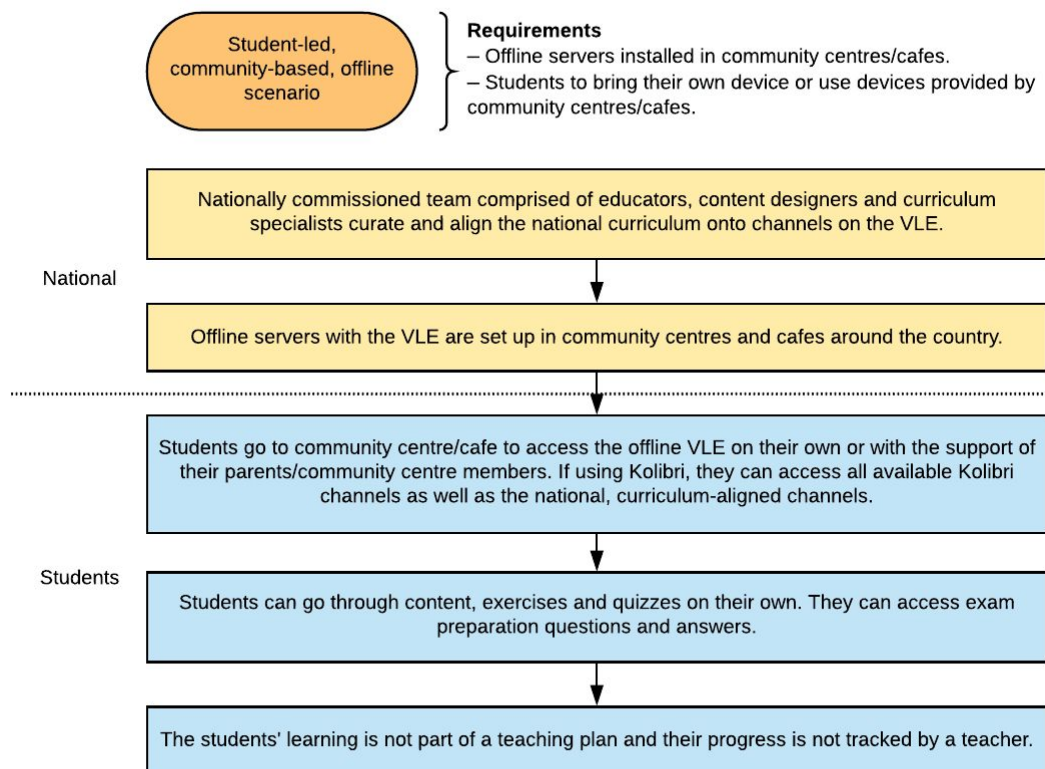 Student-led,
community-based, offline
scenario
Requirements
– Offline servers installed in community centres/cafes.
– Students to bring their own device or use devices provided by
community centres/cafes.
Nationally commissioned team comprised of educators, content designers and curriculum
specialists curate and align the national curriculum onto channels on the VLE.
National
Offline servers with the VLE are set up in community centres and cafes around the country.
Students go to community centre/cafe to access the offline VLE on their own or with the support of
their parents/community centre members. If using Kolibri, they can access all available Kolibri
channels as well as the national, curriculum-aligned channels.
Students
Students can go through content, exercises and quizzes on their own. They can access exam
preparation questions and answers.
The students' learning is not part of a teaching plan and their progress is not tracked by a teacher.